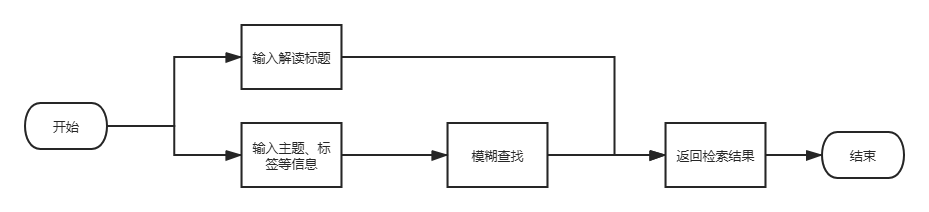 输入解读标题
开始
输入主题、标
签等信息
模糊查找
返回检索结果
结束